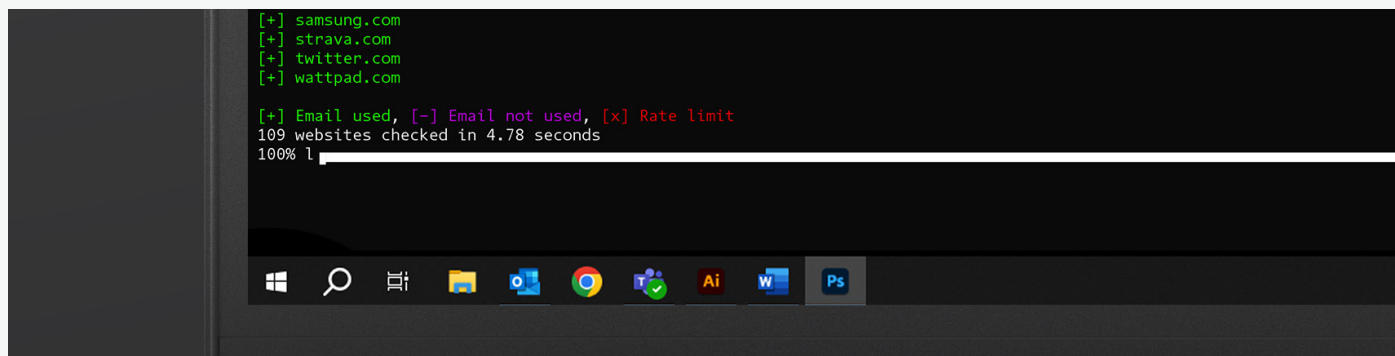 [+] samsung.com
[+] strava.com
[+] twitter.com
[+] wattpad.com
[+] Email used, [-] Email not used, [x] Rate limit
109 websites checked in 4.78 seconds
100% l
O T Ai W Ps